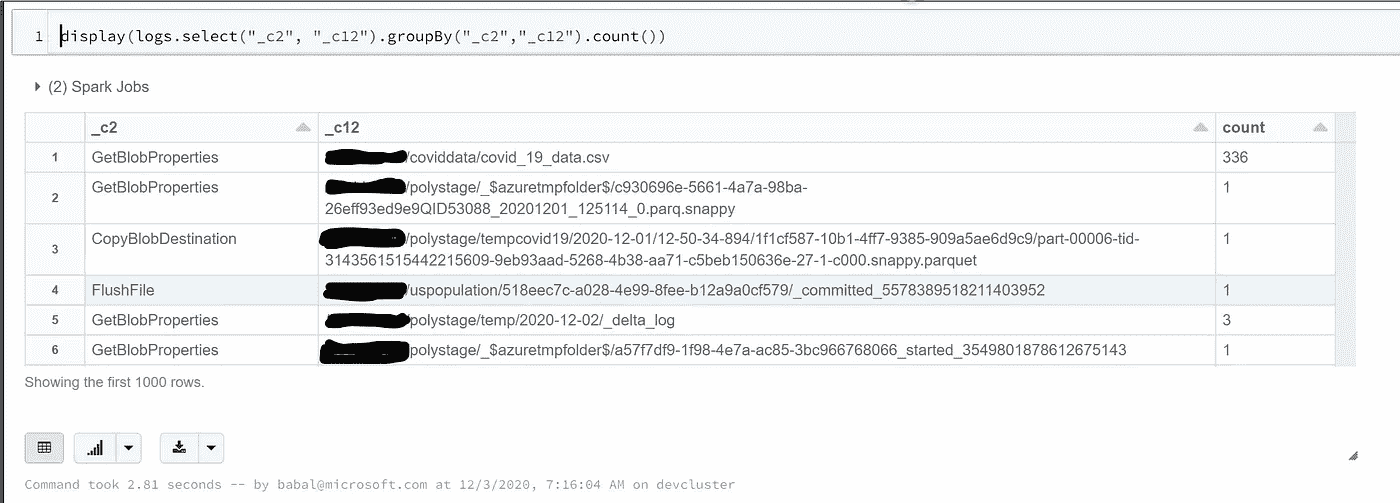 1 display(logs.select("_c2", "_c12").groupBy("_c2","_c12").count())
(2) Spark Jobs
_c2 _c12 count
1 GetBlobProperties /coviddata/covid_19_data.csv 336
2 GetBlobProperties /polystage/_$azuretmpfolder$/c930696e-5661-4a7a-98ba- 1
26eff93ed9e9QID53088_20201201_125114_0.parq.snappy
3 CopyBlobDestination /polystage/tempcovid19/2020-12-01/12-50-34-894/1f1cf587-10b1-4ff7-9385-909a5ae6d9c9/part-00006-tid- 1
3143561515442215609-9eb93aad-5268-4b38-aa71-c5beb150636e-27-1-c000.snappy.parquet
4 FlushFile /uspopulation/518eec7c-a028-4e99-8fee-b12a9a0cf579/_committed_5578389518211403952 1
5 GetBlobProperties polystage/temp/2020-12-02/_delta_log 3
6 GetBlobProperties polystage/_$azuretmpfolder$/a57f7df9-1f98-4e7a-ac85-3bc966768066_started_3549801878612675143 1
Showing the first 1000 rows.
Command took 2.81 seconds -- by babal@microsoft.com at 12/3/2020, 7:16:04 AM on devcluster